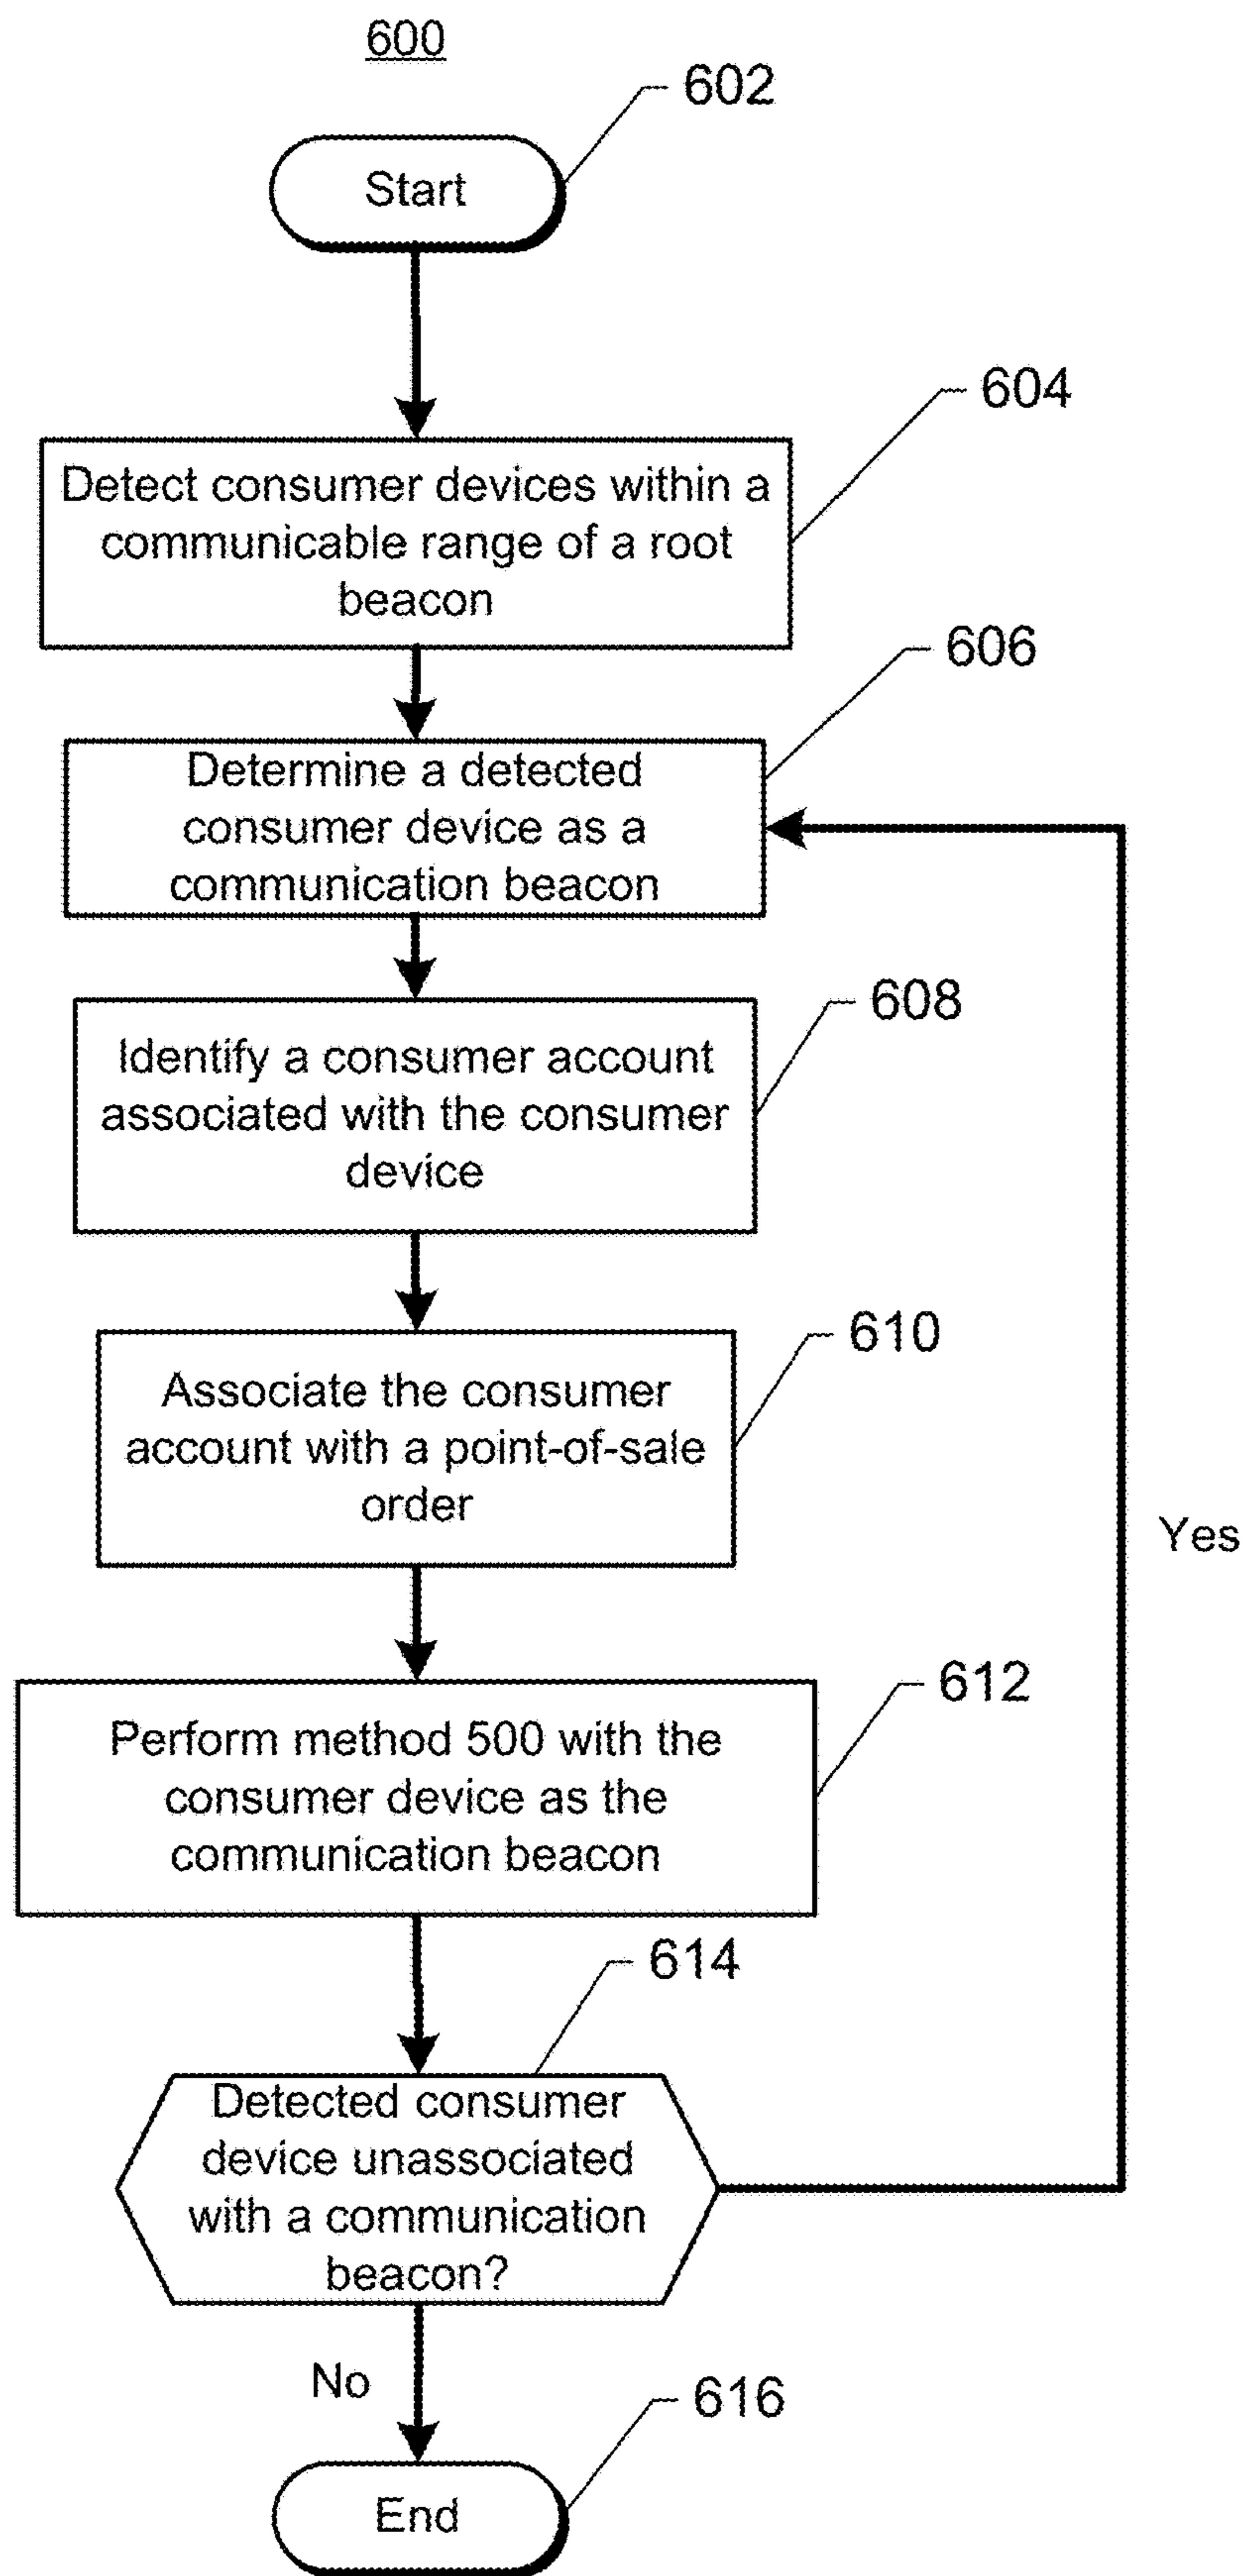 600
602
Start
604
Detect consumer devices within a
communicable range of a root
beacon
606
Determine a detected
consumer device as a
communication beacon
608
Identify a consumer account
associated with the consumer
device
610
Associate the consumer
account with a point-of-sale
order
Yes
612
Perform method 500 with the
consumer device as the
communication beacon
614
Detected consumer
device unassociated
with a communication
beacon?
No
616
End